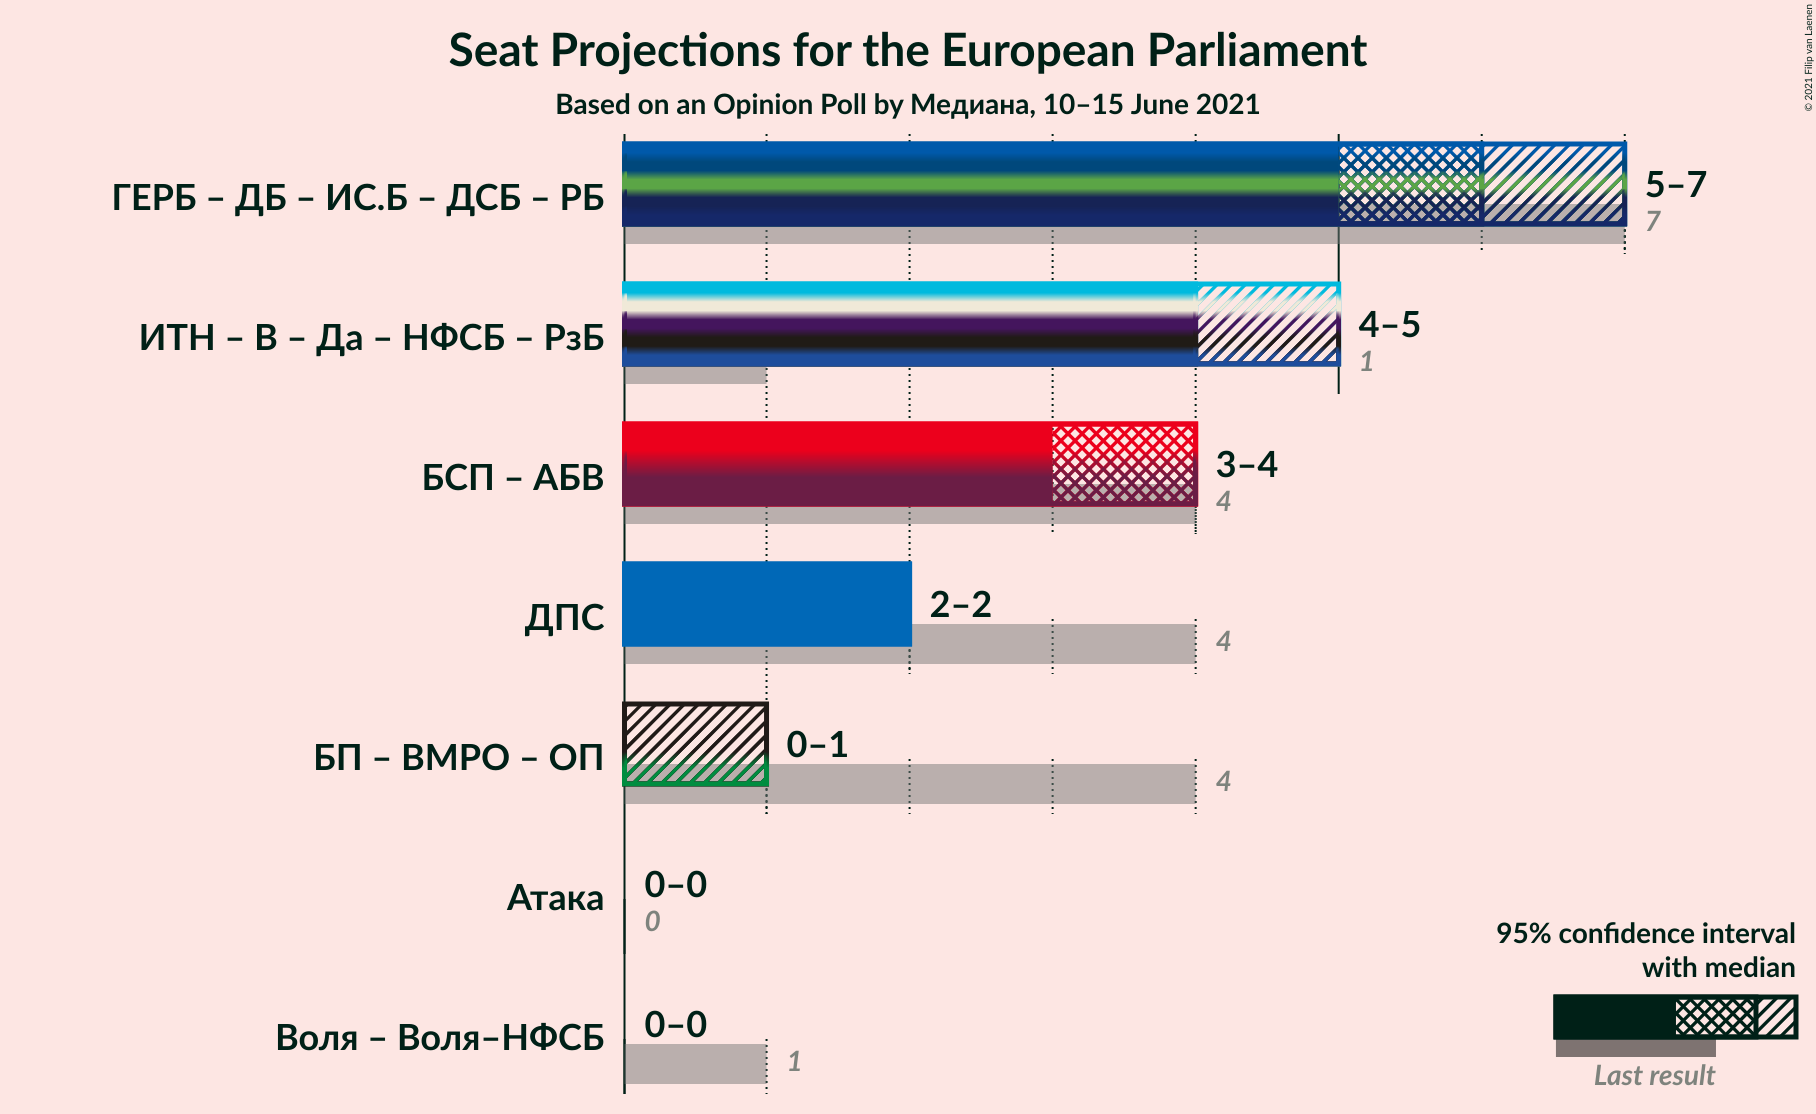 Seat Projections for the European Parliament
Based on an Opinion Poll by Медиана, 10–15 June 2021
© 2021 Filip van Laenen
ГЕРБ – ДБ – ИС.Б – ДСБ – РБ
5–7
7
ИТН – В – Да – НФСБ – РзБ
4–5
1
БСП – АБВ
3–4
4
ДПС
2–2
4
БП – ВМРО – ОП
0–1
4
Атака
0–0
0
Воля – Воля–НФСБ
0–0
1
95% confidence interval
with median
Last result